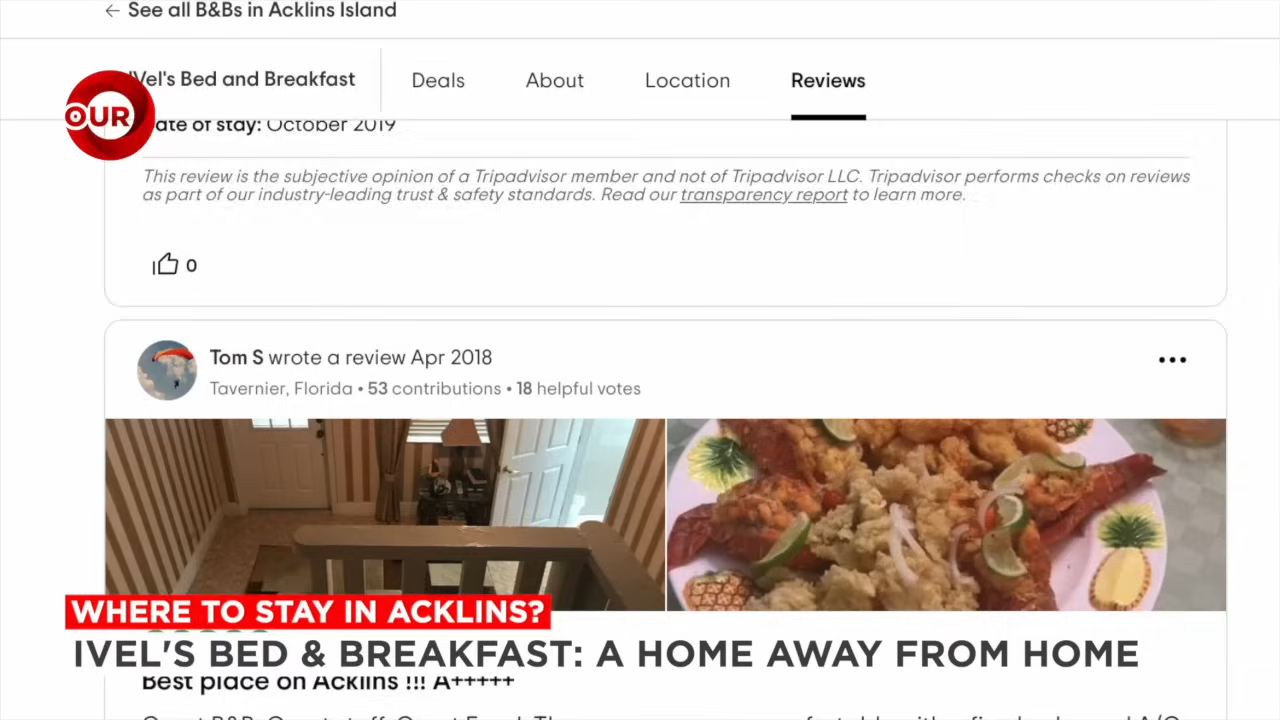 ← See all B&Bs in Acklins Island
IVel's Bed and Breakfast
Deals
About
Location
Reviews
OUR
ate of stay: October 2019
This review is the subjective opinion of a Tripadvisor member and not of Tripadvisor LLC. Tripadvisor performs checks on reviews
as part of our industry-leading trust & safety standards. Read our transparency report to learn more.
0
Tom S wrote a review Apr 2018
Tavernier, Florida • 53 contributions • 18 helpful votes
WHERE TO STAY IN ACKLINS?
IVEL'S BED & BREAKFAST: A HOME AWAY FROM HOME
Best place on Acklins !!! A+++++